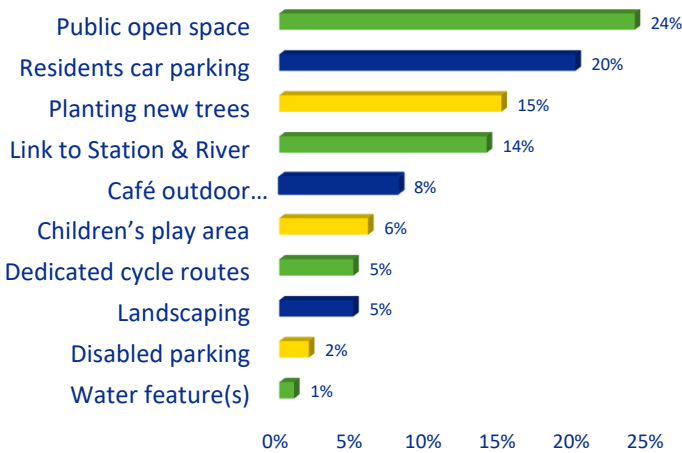 Public open space 24%
Residents car parking 20%
Planting new trees 15%
Link to Station & River 14%
Café outdoor... 8%
Children’s play area 6%
Dedicated cycle routes 5%
Landscaping 5%
Disabled parking 2%
Water feature(s) 1%
0% 5% 10% 15% 20% 25%